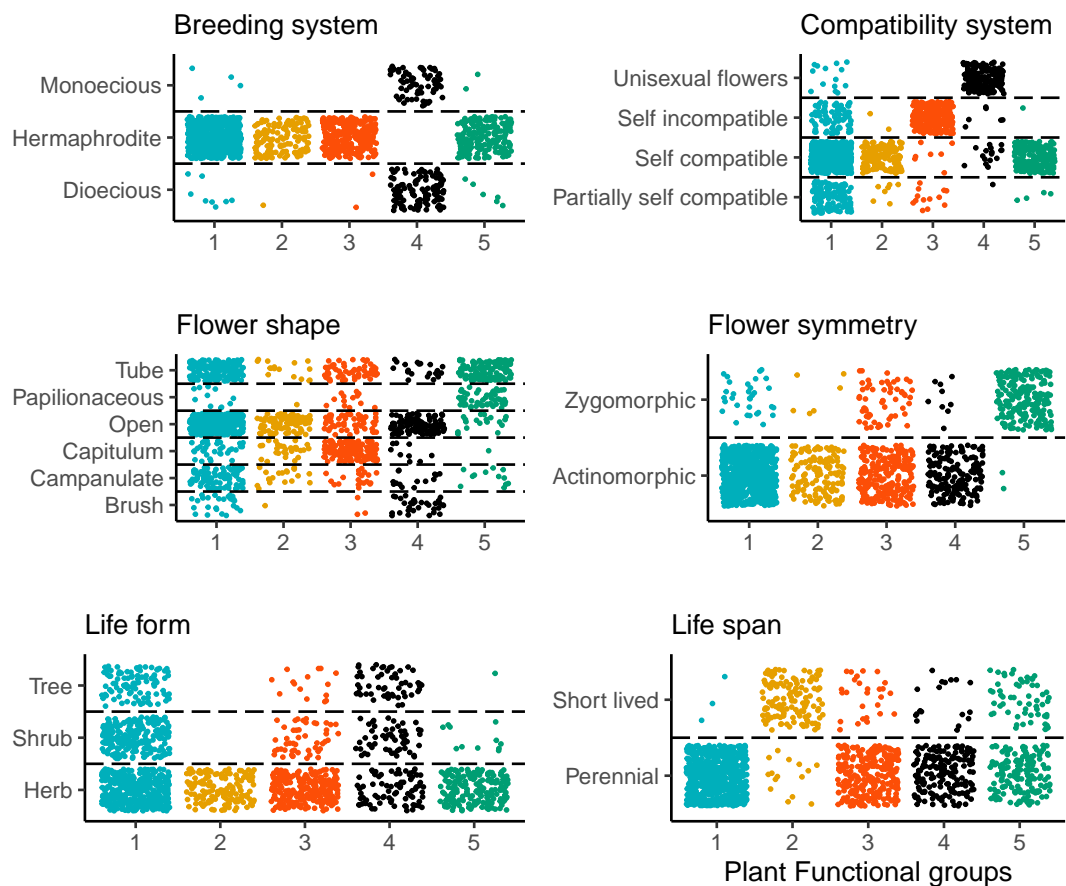 Breeding system
Monoecious
Hermaphrodite
Dioecious
1 2 3 4 5
Compatibility system
Unisexual flowers
Self incompatible
Self compatible
Partially self compatible
1 2 3 4 5
Flower shape
Tube
Papilionaceous
Open
Capitulum
Campanulate
Brush
1 2 3 4 5
Flower symmetry
Zygomorphic
Actinomorphic
1 2 3 4 5
Life form
Tree
Shrub
Herb
1 2 3 4 5
Life span
Short lived
Perennial
1 2 3 4 5
Plant Functional groups